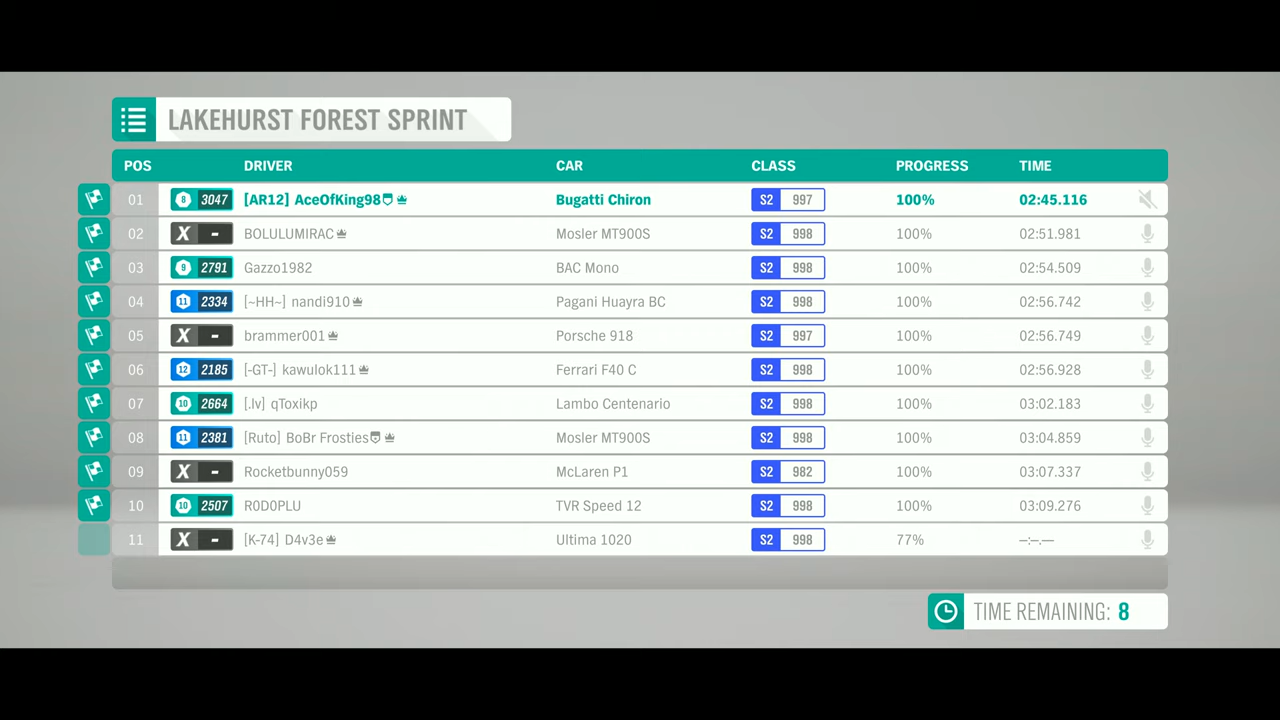 LAKEHURST FOREST SPRINT
POS DRIVER CAR CLASS PROGRESS TIME
01 8 3047 [AR12] AceOfKing98 Bugatti Chiron S2 997 100% 02:45.116
02 X - BOLULUMIRAC Mosler MT900S S2 998 100% 02:51.981
03 9 2791 Gazzo1982 BAC Mono S2 998 100% 02:54.509
04 11 2334 [~HH~] nandi910 Pagani Huayra BC S2 998 100% 02:56.742
05 X - brammer001 Porsche 918 S2 997 100% 02:56.749
06 12 2185 [-GT-] kawulok111 Ferrari F40 C S2 998 100% 02:56.928
07 10 2664 [.lv] qToxikp Lambo Centenario S2 998 100% 03:02.183
08 11 2381 [Ruto] BoBr Frosties Mosler MT900S S2 998 100% 03:04.859
09 X - Rocketbunny059 McLaren P1 S2 982 100% 03:07.337
10 10 2507 R0D0PLU TVR Speed 12 S2 998 100% 03:09.276
11 X - [K-74] D4v3e Ultima 1020 S2 998 77% --:--.---
TIME REMAINING: 8